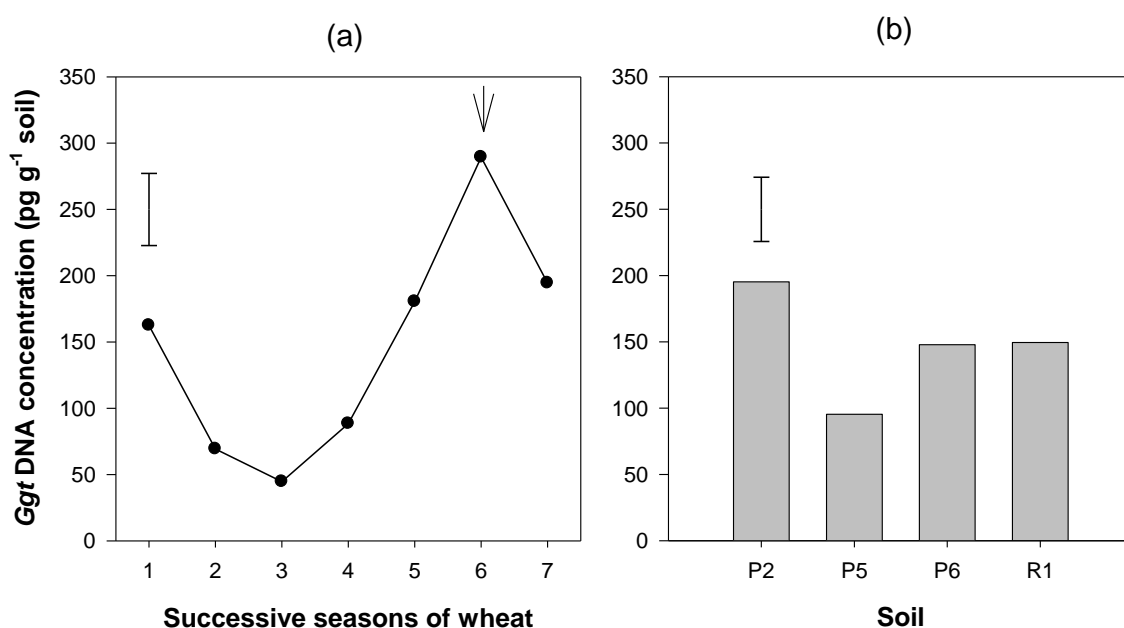 (a)
(b)
Ggt DNA concentration (pg g-1 soil)
350
300
250
200
150
100
50
0
1 2 3 4 5 6 7
Successive seasons of wheat
350
300
250
200
150
100
50
0
P2 P5 P6 R1
Soil